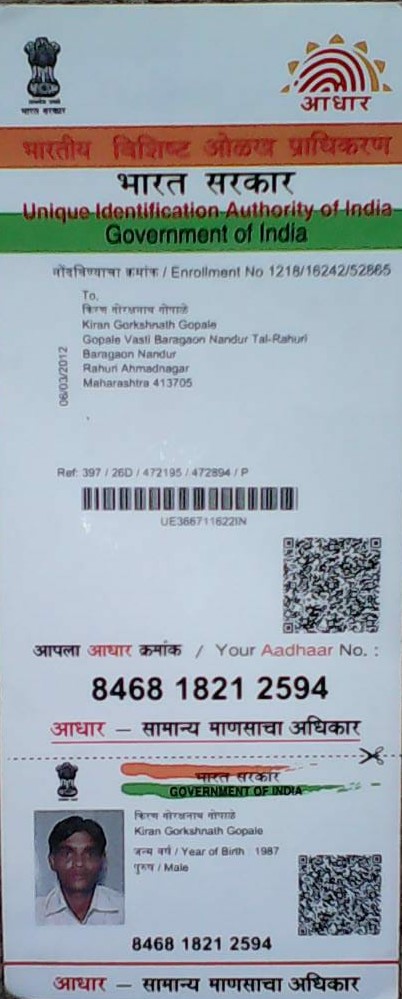 भारत सरकार
आधार
भारतीय विशिष्ट ओळख प्राधिकरण
भारत सरकार
Unique Identification Authority of India
Government of India
नोंदविण्याचा क्रमांक / Enrollment No 1218/16242/52865
To,
किरण गोरक्षनाथ गोपाळे
Kiran Gorkshnath Gopale
Gopale Vasti Baragaon Nandur Tal-Rahuri
Baragaon Nandur
Rahuri Ahmadnagar
Maharashtra 413705
06/03/2012
Ref: 397 / 26D / 472195 / 472894 / P
UE366711622IN
आपला आधार क्रमांक / Your Aadhaar No. :
8468 1821 2594
आधार – सामान्य माणसाचा अधिकार
भारत सरकार
GOVERNMENT OF INDIA
किरण गोरक्षनाथ गोपाळे
Kiran Gorkshnath Gopale
जन्म वर्ष / Year of Birth 1987
पुरुष / Male
8468 1821 2594
आधार – सामान्य माणसाचा अधिकार